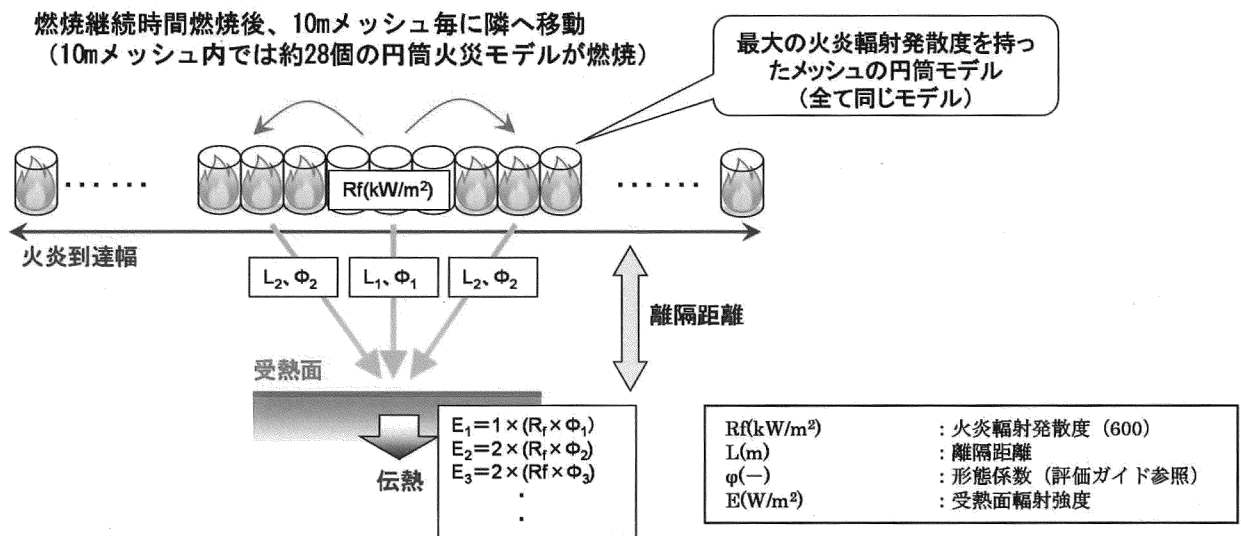 燃焼継続時間燃焼後、10mメッシュ毎に隣へ移動
（10mメッシュ内では約28個の円筒火災モデルが燃焼）
最大の火炎輻射発散度を持っ
たメッシュの円筒モデル
（全て同じモデル）
‥‥ ‥‥
Rf(kW/m²)
‥‥ ‥‥
火炎到達幅
L₂、Φ₂
L₁、Φ₁
L₂、Φ₂
離隔距離
受熱面
伝熱
E₁＝1×(R_f×Φ₁)
E₂＝2×(R_f×Φ₂)
E₃＝2×(Rf×Φ₃)
・
・
Rf(kW/m²) ：火炎輻射発散度（600）
L(m) ：離隔距離
φ(−) ：形態係数（評価ガイド参照）
E(W/m²) ：受熱面輻射強度